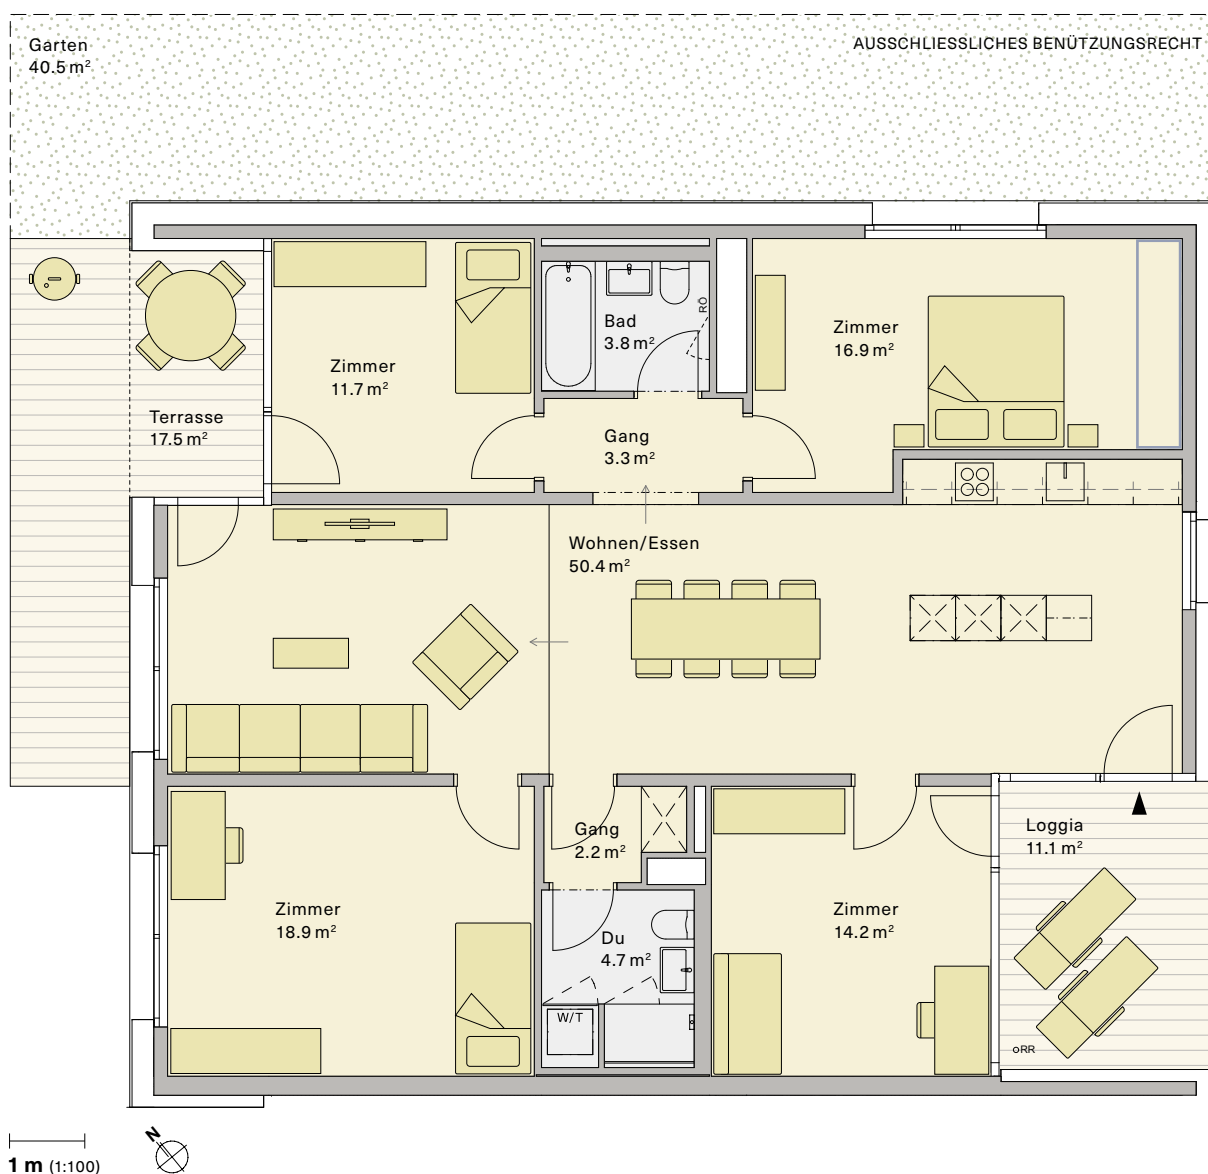 Garten
40.5 m²
AUSSCHLIESSLICHES BENÜTZUNGSRECHT
Bad
3.8 m²
RÖ
Zimmer
16.9 m²
Zimmer
11.7 m²
Terrasse
17.5 m²
Gang
3.3 m²
Wohnen/Essen
50.4 m²
Gang
2.2 m²
Loggia
11.1 m²
Zimmer
18.9 m²
Du
4.7 m²
Zimmer
14.2 m²
W/T
RR
N
1 m (1:100)